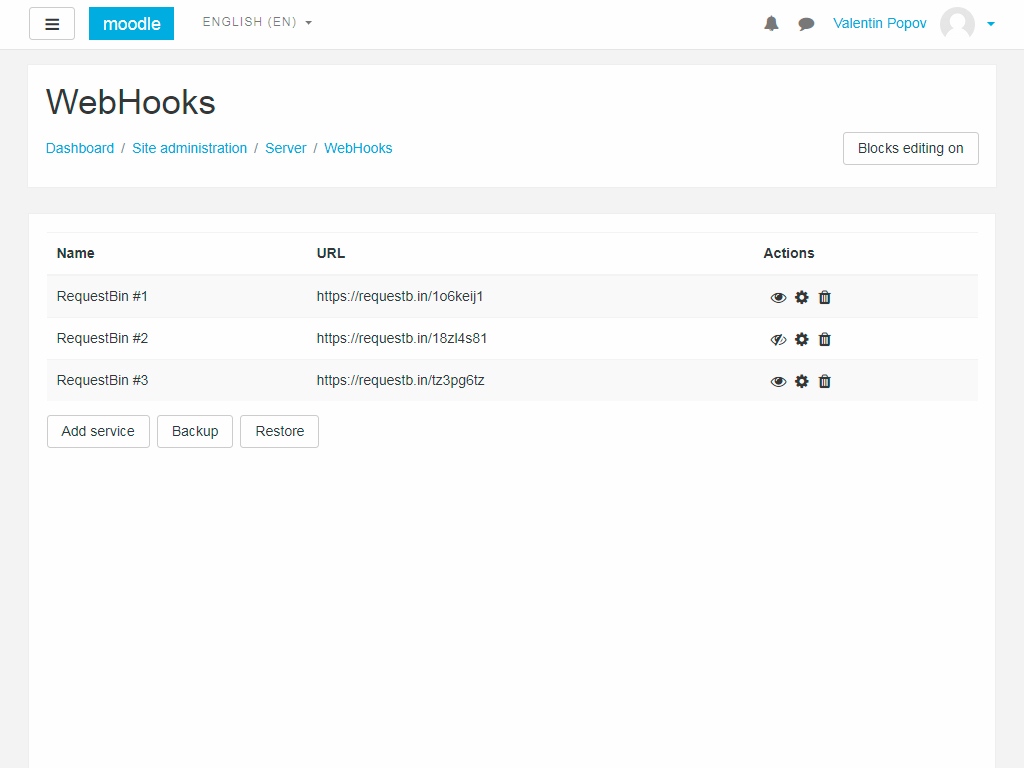 moodle ENGLISH (EN) Valentin Popov
WebHooks
Dashboard / Site administration / Server / WebHooks Blocks editing on
Name URL Actions
RequestBin #1 https://requestb.in/1o6keij1
RequestBin #2 https://requestb.in/18zl4s81
RequestBin #3 https://requestb.in/tz3pg6tz
Add service Backup Restore